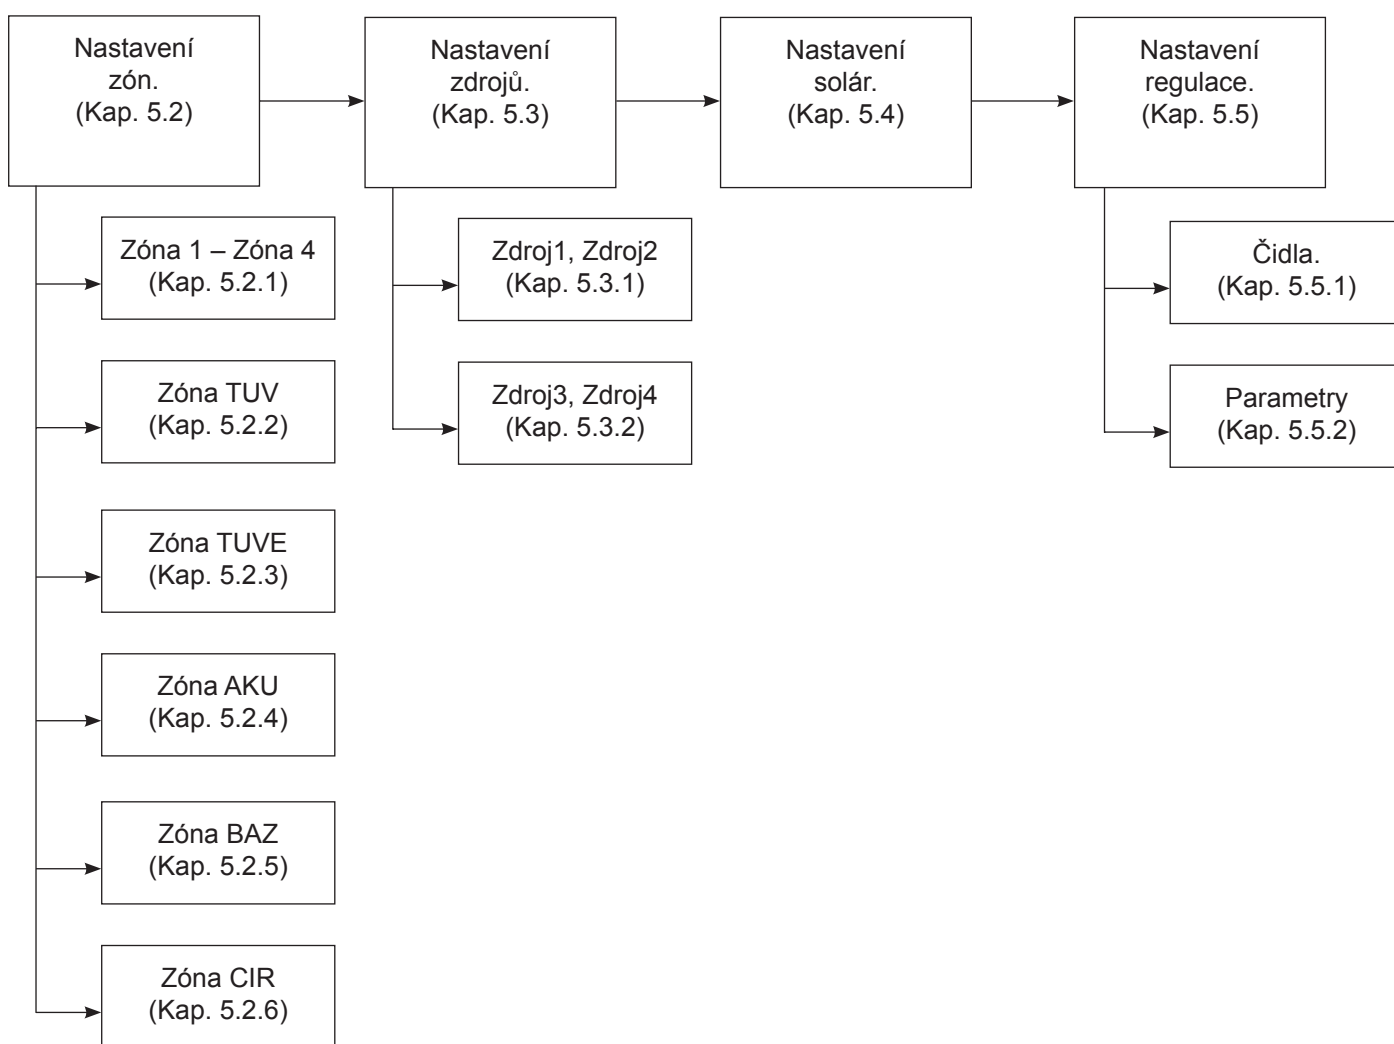 Nastavení
zón.
(Kap. 5.2)
Nastavení
zdrojů.
(Kap. 5.3)
Nastavení
solár.
(Kap. 5.4)
Nastavení
regulace.
(Kap. 5.5)
Zóna 1 – Zóna 4
(Kap. 5.2.1)
Zdroj1, Zdroj2
(Kap. 5.3.1)
Čidla.
(Kap. 5.5.1)
Zóna TUV
(Kap. 5.2.2)
Zdroj3, Zdroj4
(Kap. 5.3.2)
Parametry
(Kap. 5.5.2)
Zóna TUVE
(Kap. 5.2.3)
Zóna AKU
(Kap. 5.2.4)
Zóna BAZ
(Kap. 5.2.5)
Zóna CIR
(Kap. 5.2.6)